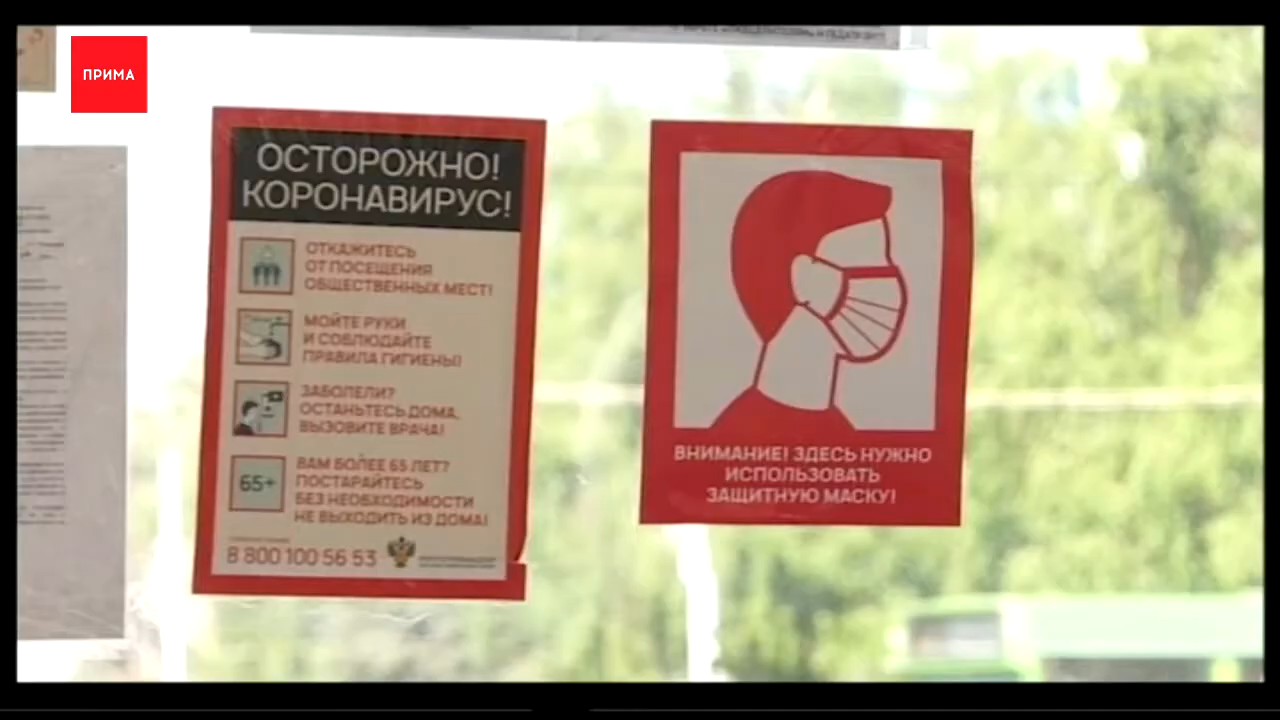 ПРИМА
ОСТОРОЖНО!
КОРОНАВИРУС!
ОТКАЖИТЕСЬ
ОТ ПОСЕЩЕНИЯ
ОБЩЕСТВЕННЫХ МЕСТ!
МОЙТЕ РУКИ
И СОБЛЮДАЙТЕ
ПРАВИЛА ГИГИЕНЫ!
ЗАБОЛЕЛИ?
ОСТАНЬТЕСЬ ДОМА,
ВЫЗОВИТЕ ВРАЧА!
65+
ВАМ БОЛЕЕ 65 ЛЕТ?
ПОСТАРАЙТЕСЬ
БЕЗ НЕОБХОДИМОСТИ
НЕ ВЫХОДИТЬ ИЗ ДОМА!
8 800 100 56 53
ВНИМАНИЕ! ЗДЕСЬ НУЖНО
ИСПОЛЬЗОВАТЬ
ЗАЩИТНУЮ МАСКУ!